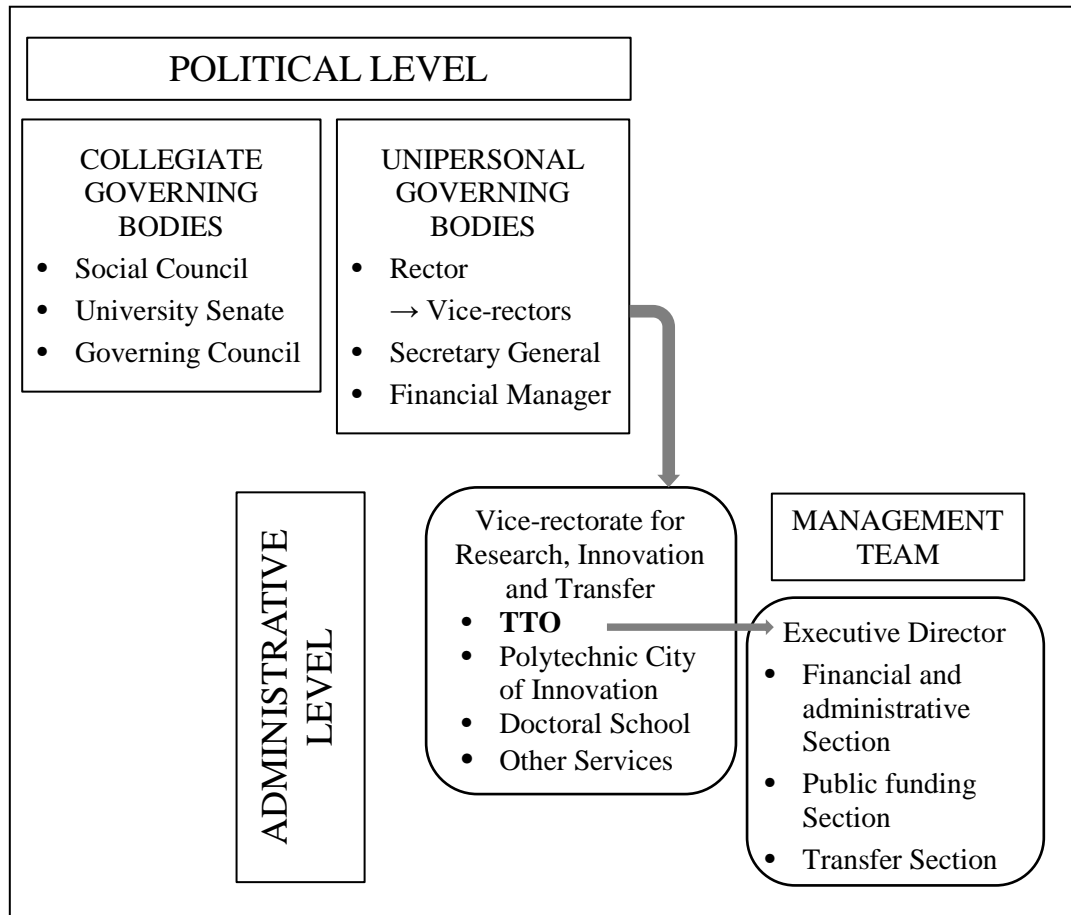 POLITICAL LEVEL
COLLEGIATE
GOVERNING
BODIES
• Social Council
• University Senate
• Governing Council
UNIPERSONAL
GOVERNING
BODIES
• Rector
→ Vice-rectors
• Secretary General
• Financial Manager
ADMINISTRATIVE
LEVEL
Vice-rectorate for
Research, Innovation
and Transfer
• TTO
• Polytechnic City
of Innovation
• Doctoral School
• Other Services
MANAGEMENT
TEAM
Executive Director
• Financial and
administrative
Section
• Public funding
Section
• Transfer Section